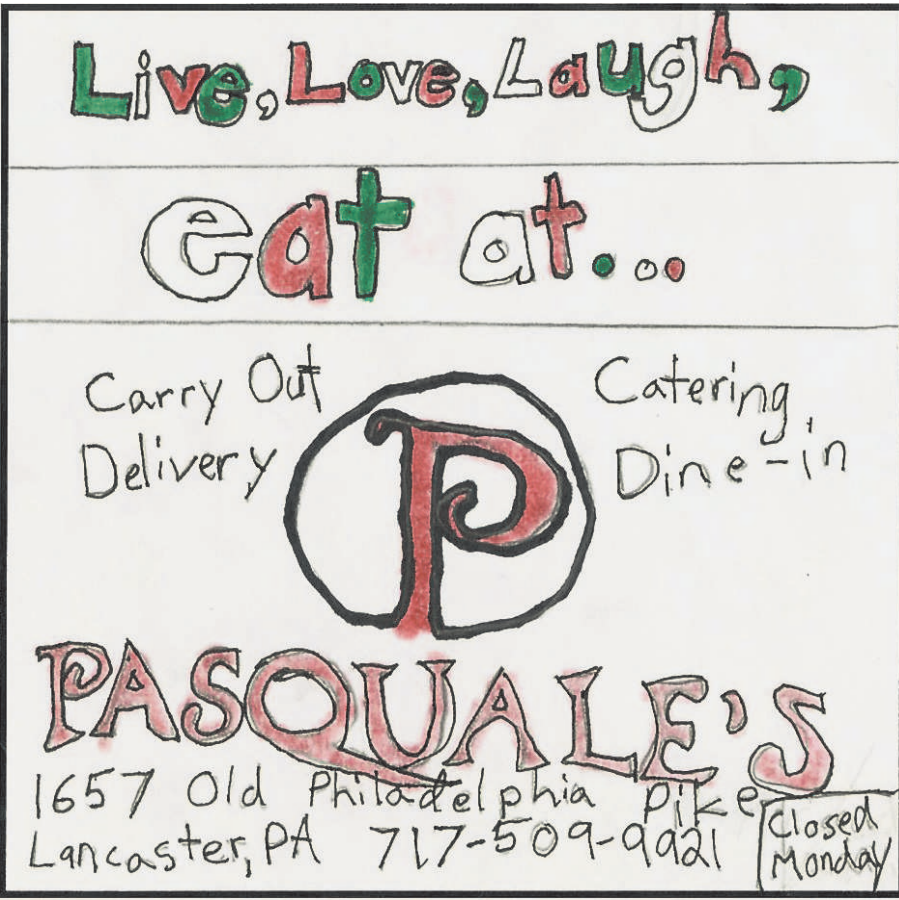 Live, Love, Laugh,
eat at...
Carry Out
Delivery
Catering
Dine-in
P
PASQUALE'S
1657 Old Philadelphia Pike
Lancaster, PA 717-509-9921
Closed
Monday